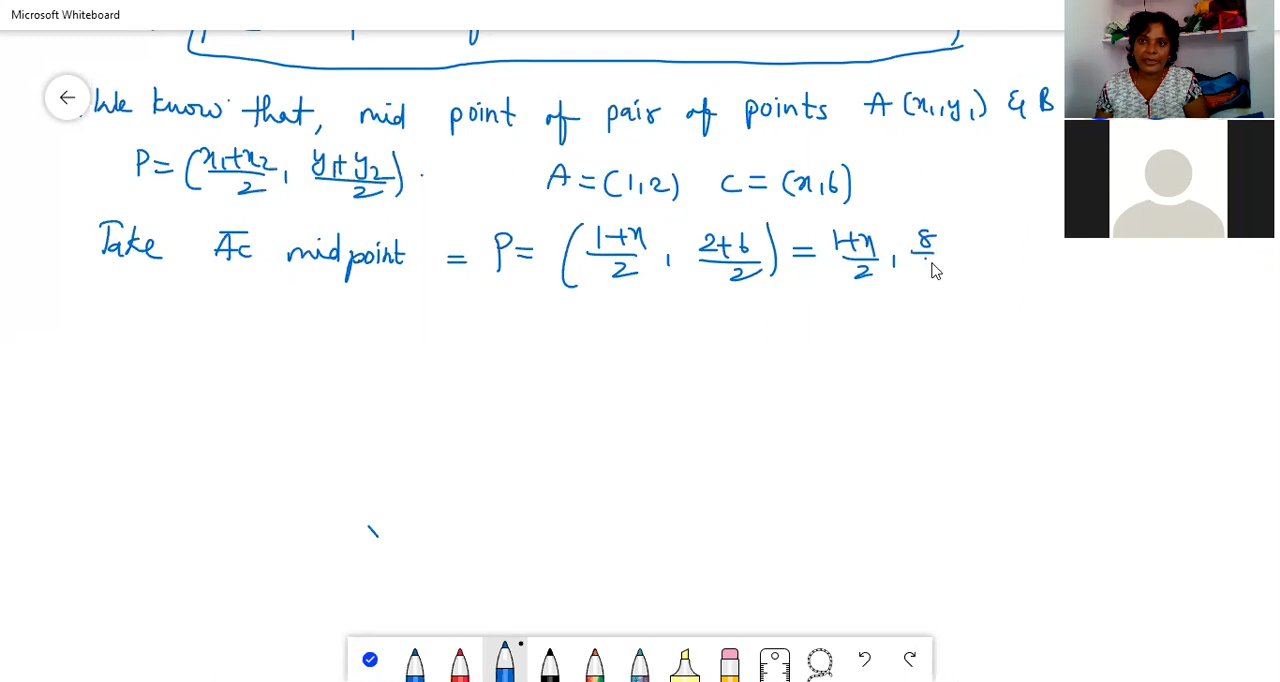 Microsoft Whiteboard
We know that, mid point of pair of points A(x₁,y₁) & B
P = (x₁+x₂/2, y₁+y₂/2). A = (1,2) C = (x,6)
Take AC midpoint = P = (1+x/2, 2+6/2) = 1+x/2, 8